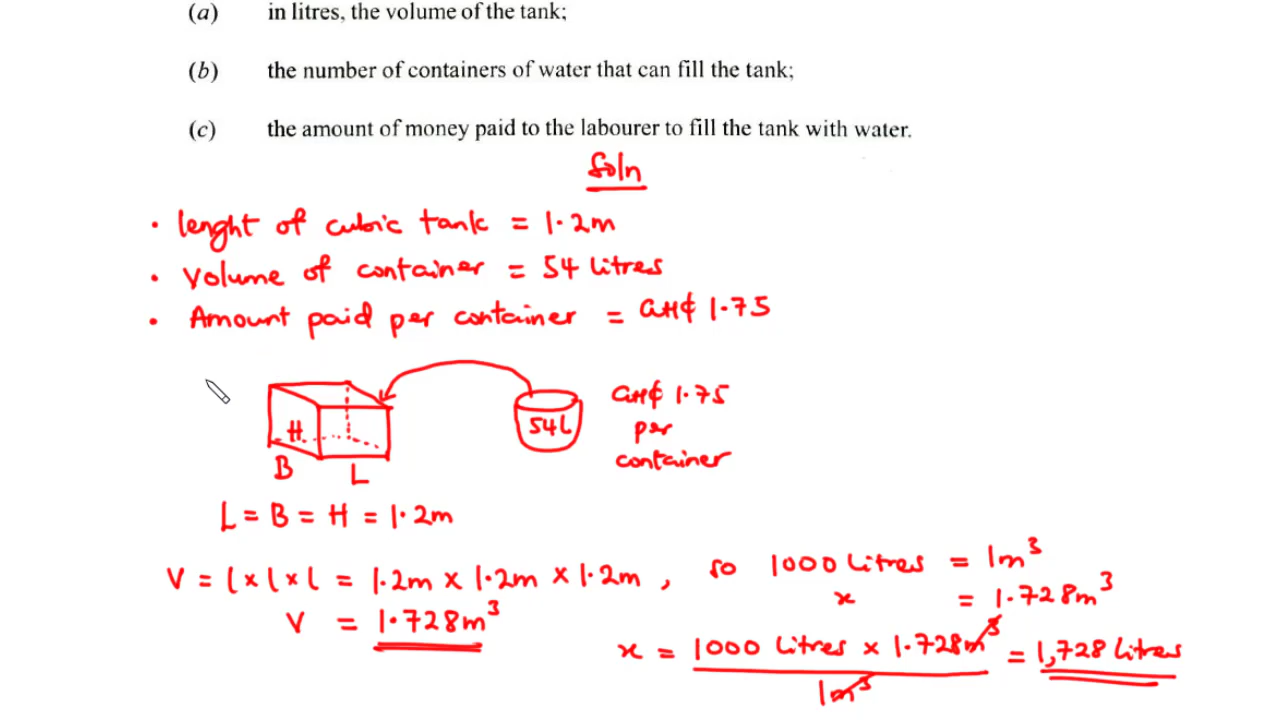 (a) in litres, the volume of the tank;
(b) the number of containers of water that can fill the tank;
(c) the amount of money paid to the labourer to fill the tank with water.
Soln
• lenght of cubic tank = 1.2m
• Volume of container = 54 litres
• Amount paid per container = GH¢ 1.75
H
B
L
54L
GH¢ 1.75
per
container
L = B = H = 1.2m
V = l x l x l = 1.2m x 1.2m x 1.2m ,
V = 1.728m³
so 1000 Litres = 1m³
x = 1.728m³
x = 1000 Litres x 1.728m³ = 1,728 Litres
1m³